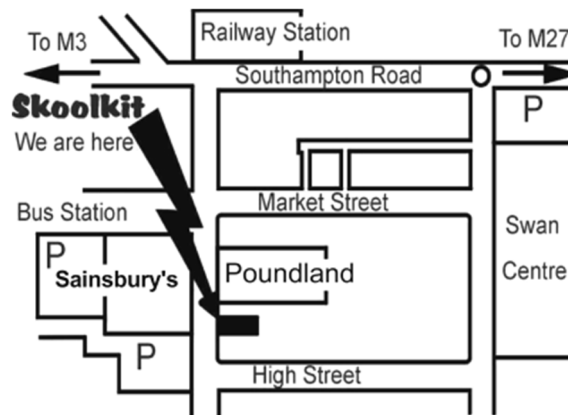 Railway Station
To M3
To M27
Southampton Road
Skoolkit
P
We are here
Market Street
Bus Station
Swan
Centre
P
Sainsbury's
Poundland
P
High Street